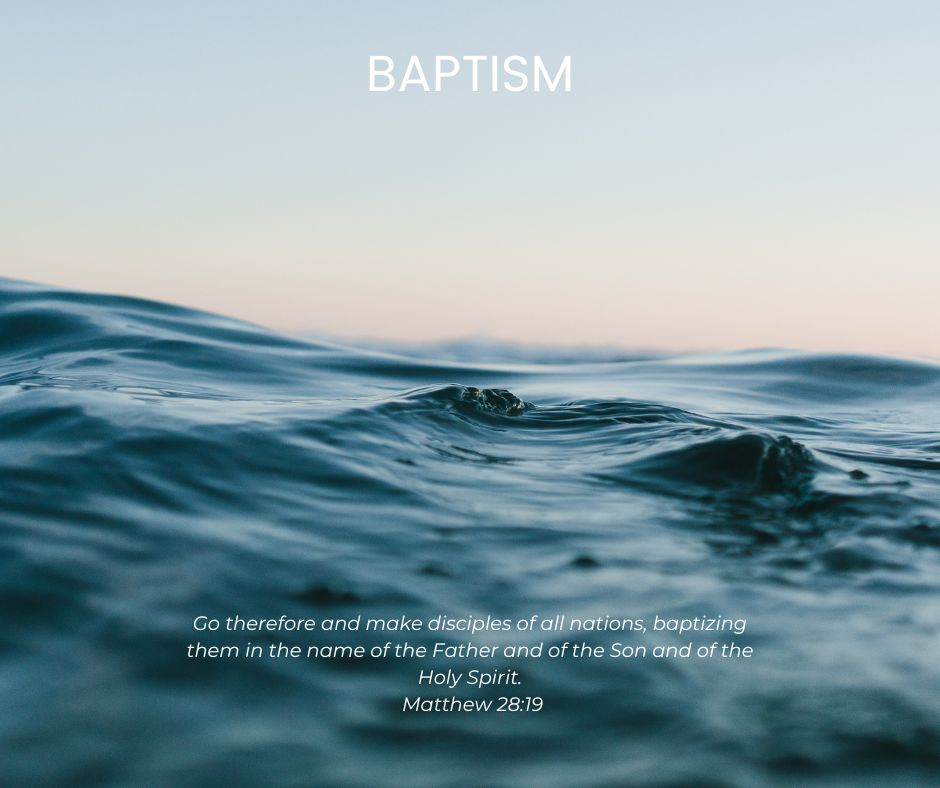 BAPTISM
Go therefore and make disciples of all nations, baptizing
them in the name of the Father and of the Son and of the
Holy Spirit.
Matthew 28:19